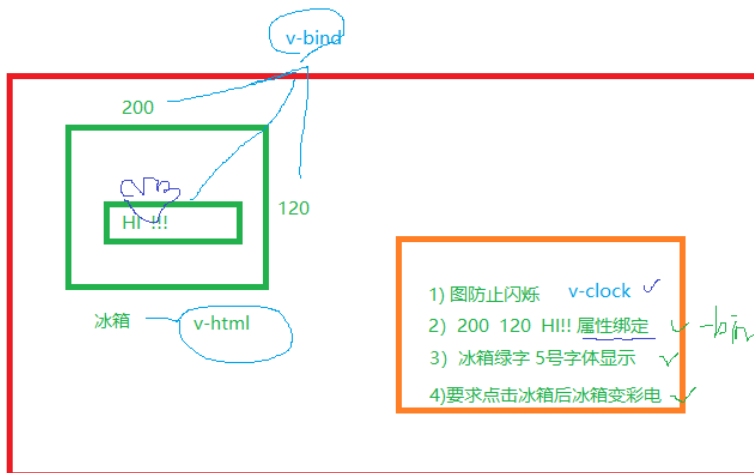 v-bind
200
HI !!!
120
冰箱
v-html
1) 图防止闪烁 v-clock
2) 200 120 HI!! 属性绑定 -bin
3) 冰箱绿字 5号字体显示
4)要求点击冰箱后冰箱变彩电